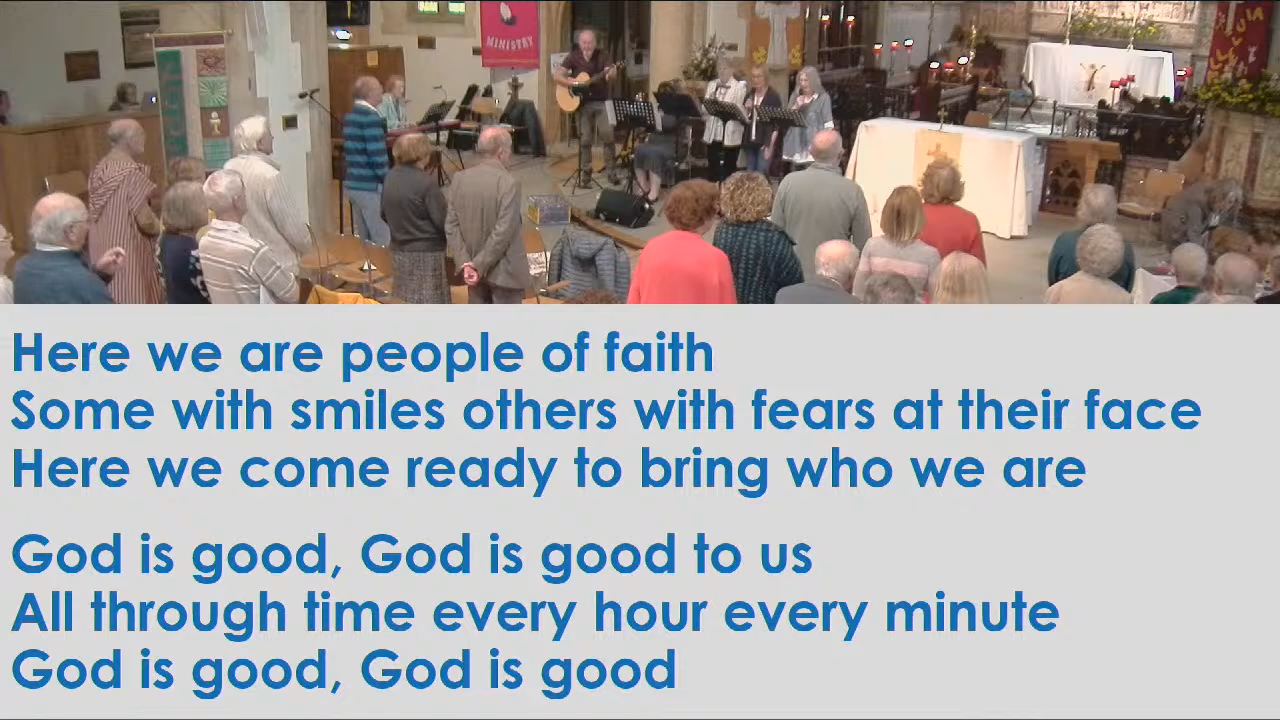 MINISTRY
Here we are people of faith
Some with smiles others with fears at their face
Here we come ready to bring who we are
God is good, God is good to us
All through time every hour every minute
God is good, God is good